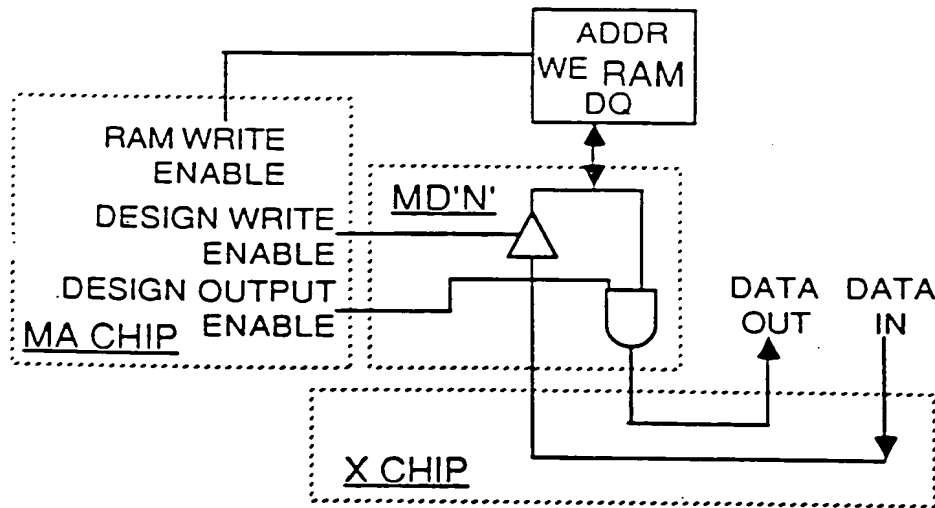 ADDR
WE RAM
DQ
RAM WRITE
ENABLE
DESIGN WRITE
ENABLE
DESIGN OUTPUT
ENABLE
MA CHIP
MD'N'
DATA
OUT
DATA
IN
X CHIP